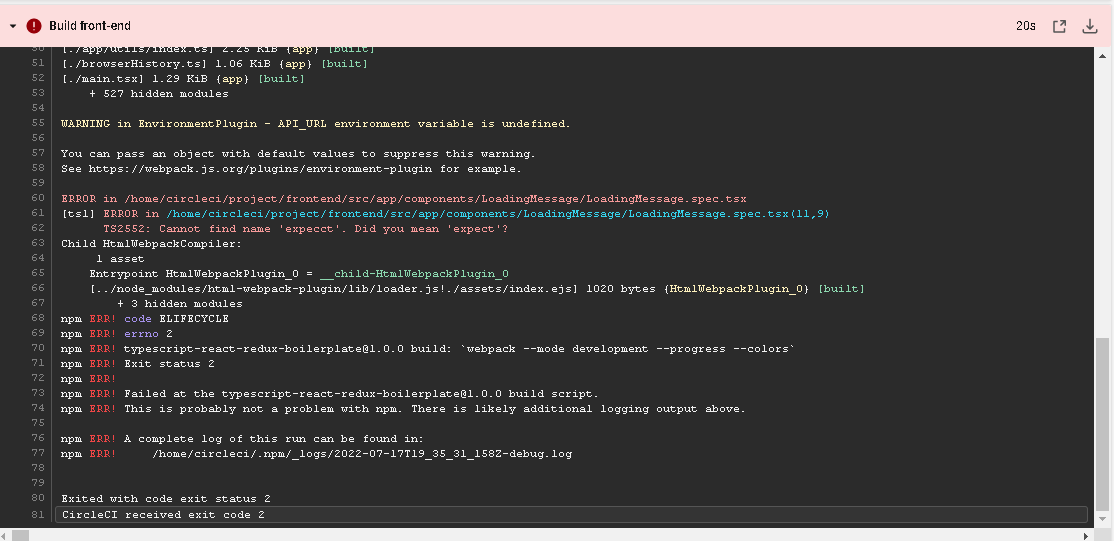 Build front-end 20s
50 [./app/utils/index.ts] 2.25 KiB {app} [built]
51 [./browserHistory.ts] 1.06 KiB {app} [built]
52 [./main.tsx] 1.29 KiB {app} [built]
53 + 527 hidden modules
54
55 WARNING in EnvironmentPlugin - API_URL environment variable is undefined.
56
57 You can pass an object with default values to suppress this warning.
58 See https://webpack.js.org/plugins/environment-plugin for example.
59
60 ERROR in /home/circleci/project/frontend/src/app/components/LoadingMessage/LoadingMessage.spec.tsx
61 [tsl] ERROR in /home/circleci/project/frontend/src/app/components/LoadingMessage/LoadingMessage.spec.tsx(11,9)
62 TS2552: Cannot find name 'expecct'. Did you mean 'expect'?
63 Child HtmlWebpackCompiler:
64 1 asset
65 Entrypoint HtmlWebpackPlugin_0 = __child-HtmlWebpackPlugin_0
66 [../node_modules/html-webpack-plugin/lib/loader.js!./assets/index.ejs] 1020 bytes {HtmlWebpackPlugin_0} [built]
67 + 3 hidden modules
68 npm ERR! code ELIFECYCLE
69 npm ERR! errno 2
70 npm ERR! typescript-react-redux-boilerplate@1.0.0 build: `webpack --mode development --progress --colors`
71 npm ERR! Exit status 2
72 npm ERR!
73 npm ERR! Failed at the typescript-react-redux-boilerplate@1.0.0 build script.
74 npm ERR! This is probably not a problem with npm. There is likely additional logging output above.
75
76 npm ERR! A complete log of this run can be found in:
77 npm ERR! /home/circleci/.npm/_logs/2022-07-17T19_35_31_158Z-debug.log
78
79
80 Exited with code exit status 2
81 CircleCI received exit code 2